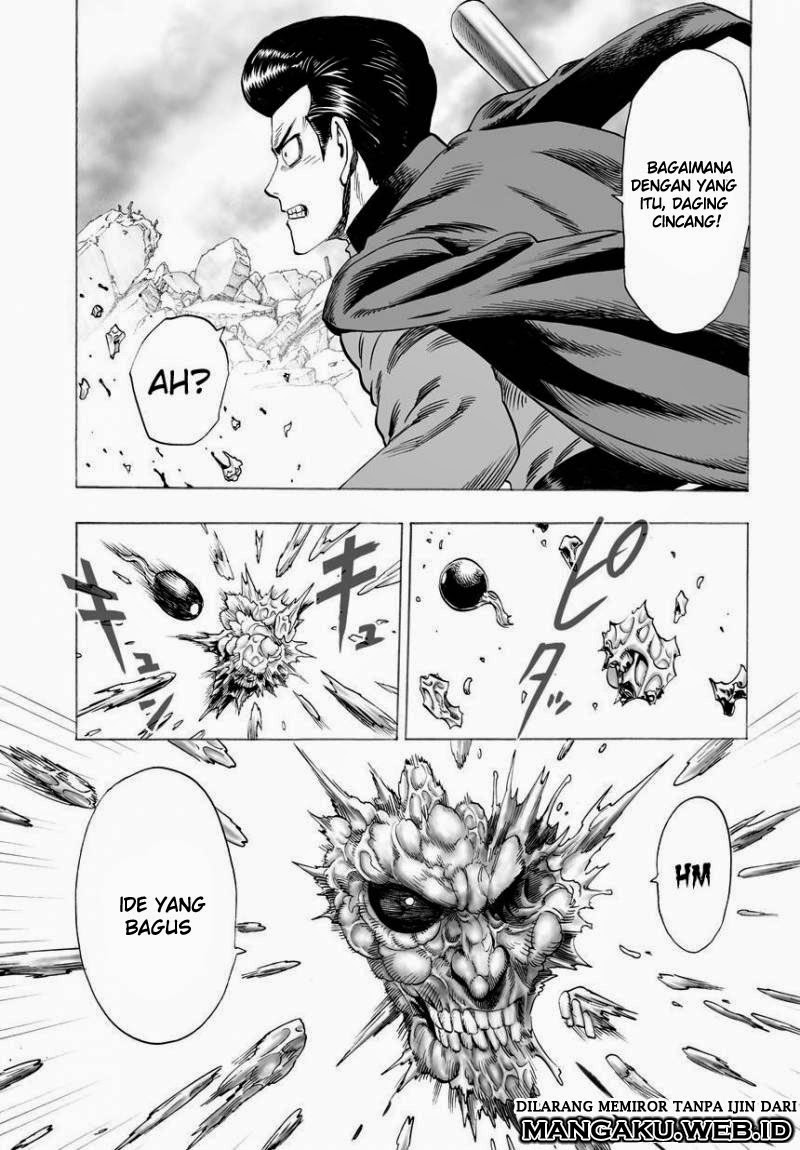 BAGAIMANA
DENGAN YANG
ITU, DAGING
CINCANG!
AH?
ピタッ
キュ
キュン
HM
IDE YANG
BAGUS
DILARANG MEMIROR TANPA IJIN DARI
MANGAKU.WEB.ID